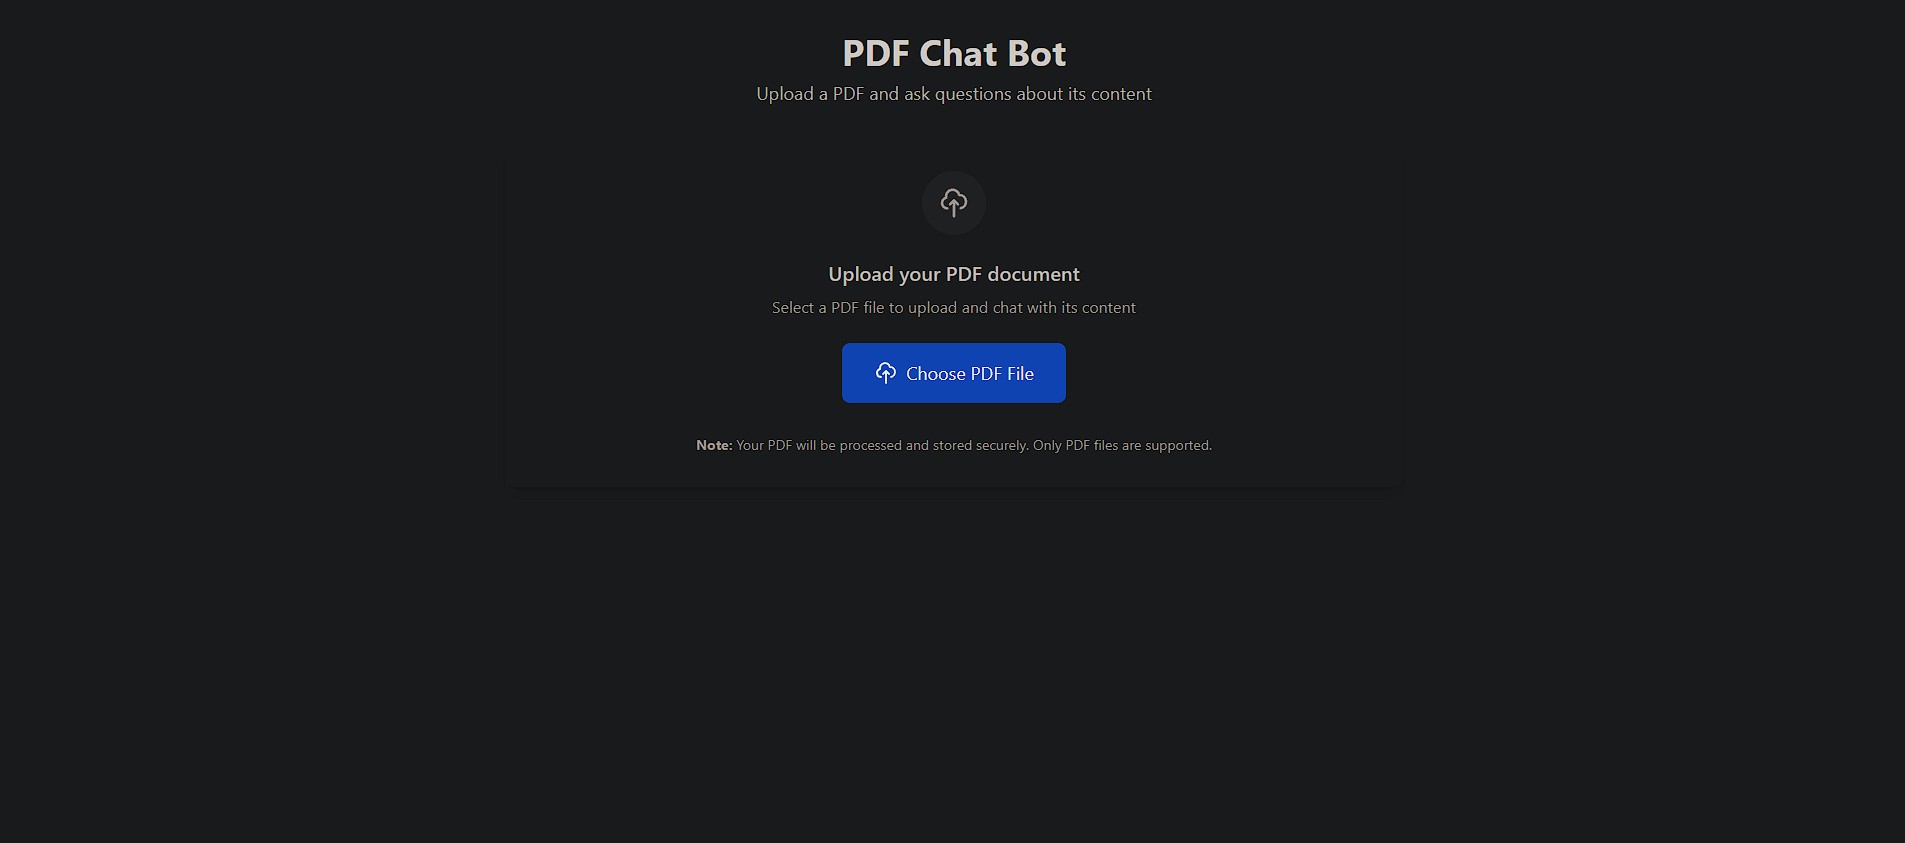 PDF Chat Bot
Upload a PDF and ask questions about its content
Upload your PDF document
Select a PDF file to upload and chat with its content
Choose PDF File
Note: Your PDF will be processed and stored securely. Only PDF files are supported.